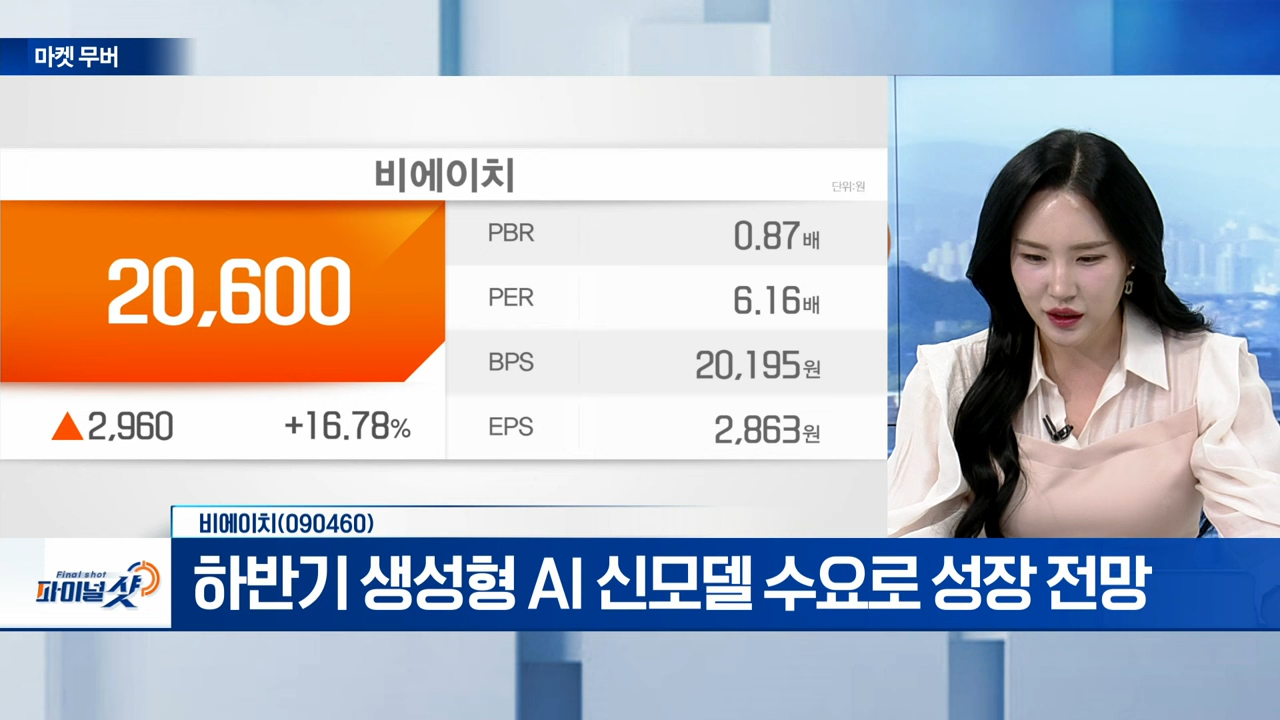 마켓 무버
비에이치
단위:원
20,600
▲2,960 +16.78%
PBR 0.87배
PER 6.16배
BPS 20,195원
EPS 2,863원
비에이치(090460)
Final shot
파이널샷
하반기 생성형 AI 신모델 수요로 성장 전망